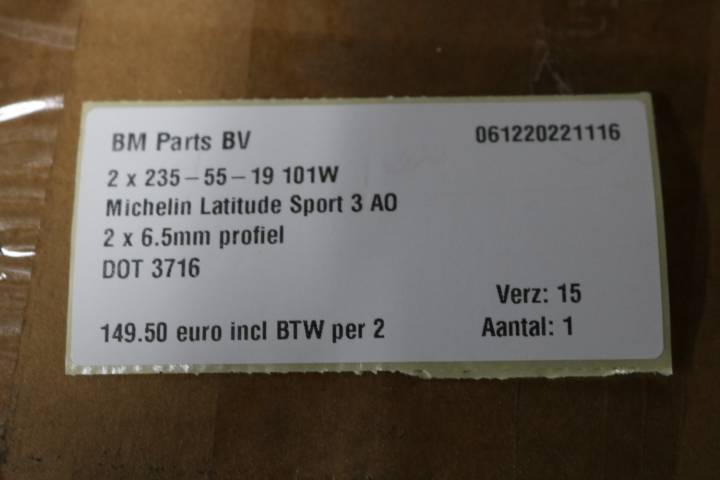 BM Parts BV 061220221116
2 x 235-55-19 101W
Michelin Latitude Sport 3 AO
2 x 6.5mm profiel
DOT 3716
Verz: 15
149.50 euro incl BTW per 2 Aantal: 1